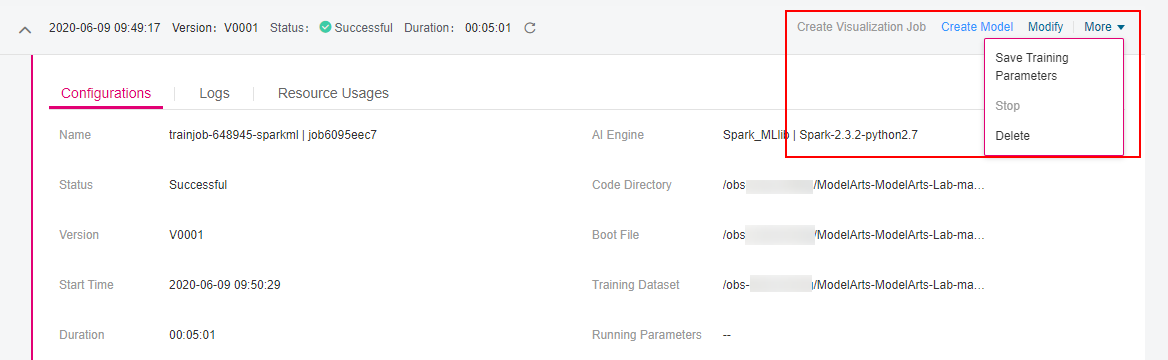 2020-06-09 09:49:17 Version: V0001 Status: Successful Duration: 00:05:01 Create Visualization Job Create Model Modify More
Save Training
Parameters
Stop
Delete
Configurations Logs Resource Usages
Name trainjob-648945-sparkml | job6095eec7 AI Engine Spark_MLlib | Spark-2.3.2-python2.7
Status Successful Code Directory /obs /ModelArts-ModelArts-Lab-ma...
Version V0001 Boot File /obs /ModelArts-ModelArts-Lab-ma...
Start Time 2020-06-09 09:50:29 Training Dataset /obs- /ModelArts-ModelArts-Lab-ma...
Duration 00:05:01 Running Parameters --